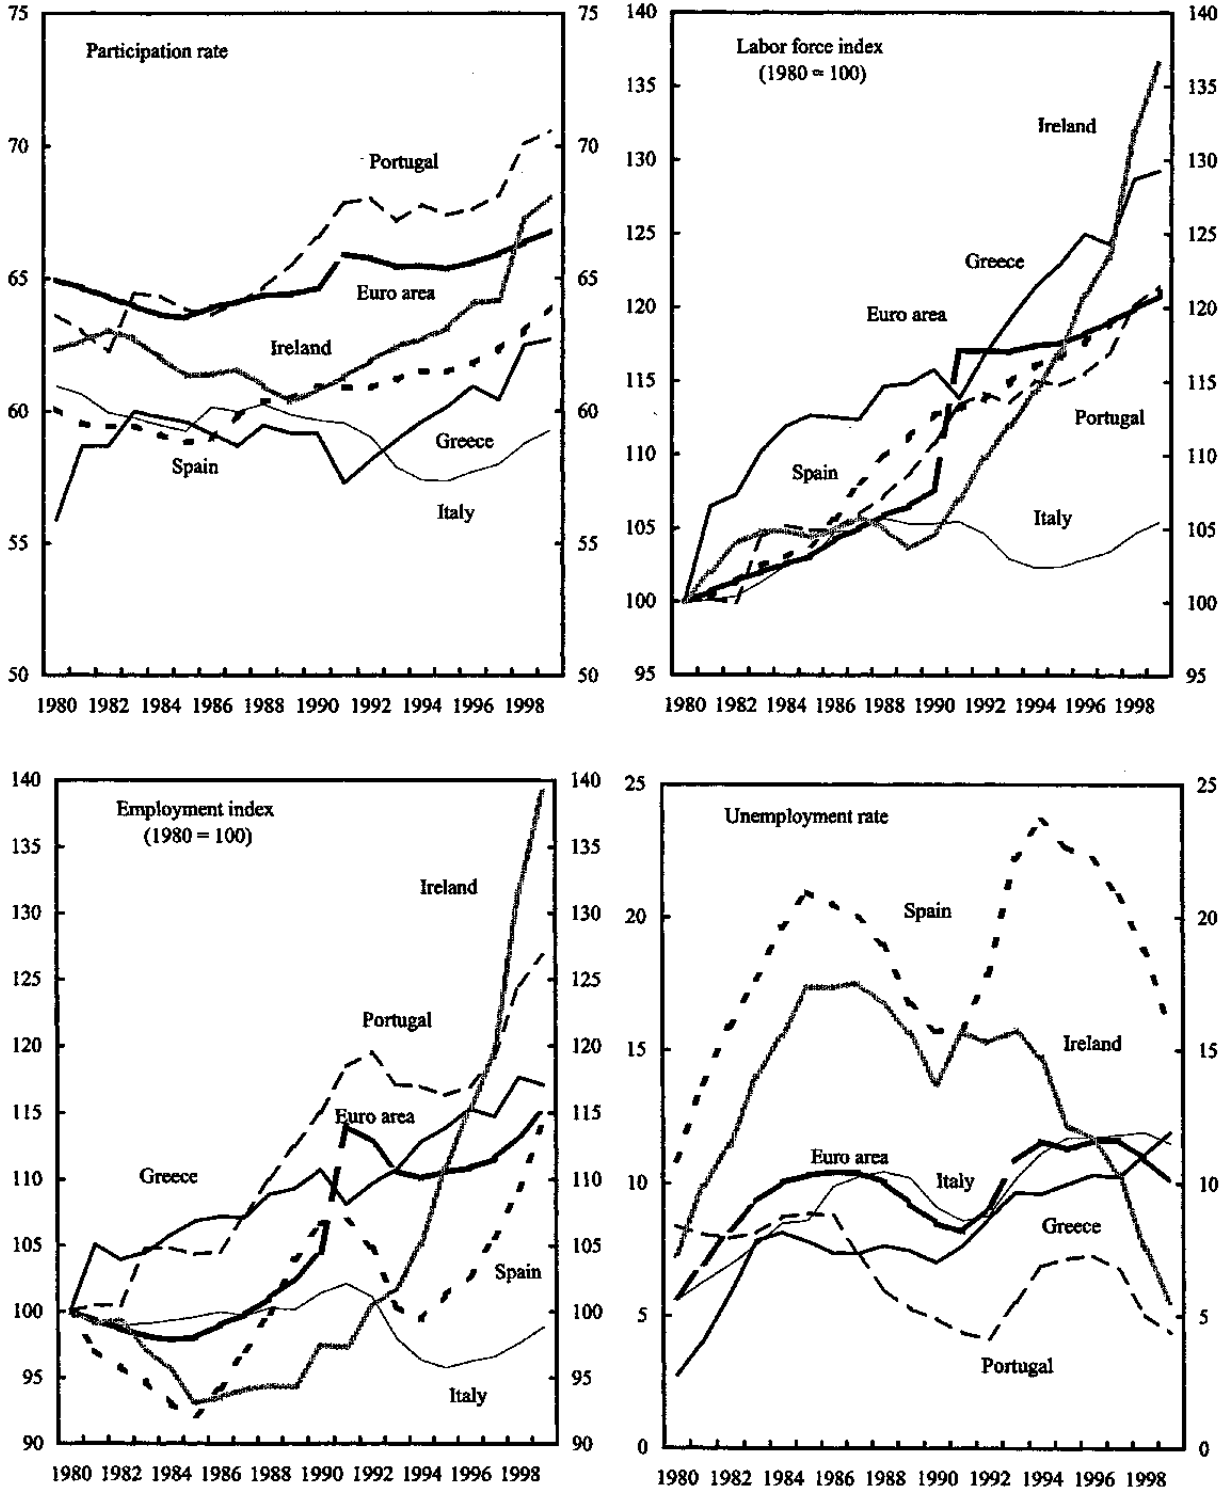 75
75
Participation rate
70
70
Portugal
65
65
Euro area
Ireland
60
60
Greece
Spain
Italy
55
55
50
50
1980 1982 1984 1986 1988 1990 1992 1994 1996 1998
140
140
Labor force index
(1980 = 100)
135
135
Ireland
130
130
125
125
Greece
Euro area
120
120
115
115
Portugal
110
110
Spain
105
105
Italy
100
100
95
95
1980 1982 1984 1986 1988 1990 1992 1994 1996 1998
140
140
Employment index
(1980 = 100)
135
135
Ireland
130
130
125
125
Portugal
120
120
115
115
Euro area
Greece
110
110
105
105
Spain
100
100
95
95
Italy
90
90
1980 1982 1984 1986 1988 1990 1992 1994 1996 1998
25
25
Unemployment rate
Spain
20
20
Ireland
15
15
Euro area
Italy
10
10
Greece
5
5
Portugal
0
0
1980 1982 1984 1986 1988 1990 1992 1994 1996 1998